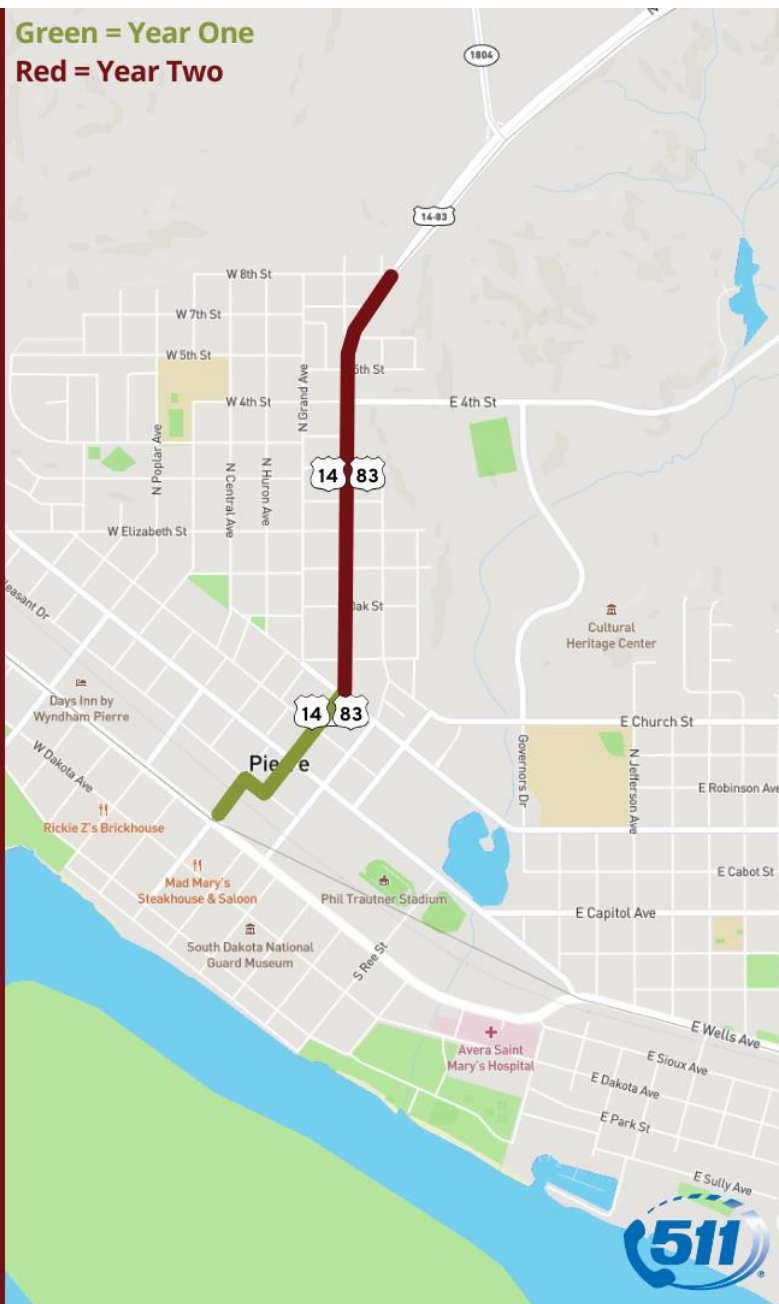 Green = Year One
Red = Year Two
1804
14-83
W 8th St
W 7th St
W 5th St
5th St
N Grand Ave
W 4th St
E 4th St
N Poplar Ave
N Central Ave
N Huron Ave
14 83
W Elizabeth St
Oak St
leasant Dr
Cultural
Heritage Center
Days Inn by
Wyndham Pierre
14 83
E Church St
Pierre
W Dakota Ave
Governors Dr
N Jefferson Ave
E Robinson Ave
Rickie Z's Brickhouse
Mad Mary's
Steakhouse & Saloon
Phil Trautner Stadium
E Cabot St
E Capitol Ave
South Dakota National
Guard Museum
S Ree St
E Wells Ave
Avera Saint
Mary's Hospital
E Sioux Ave
E Dakota Ave
E Park St
E Sully Ave
511